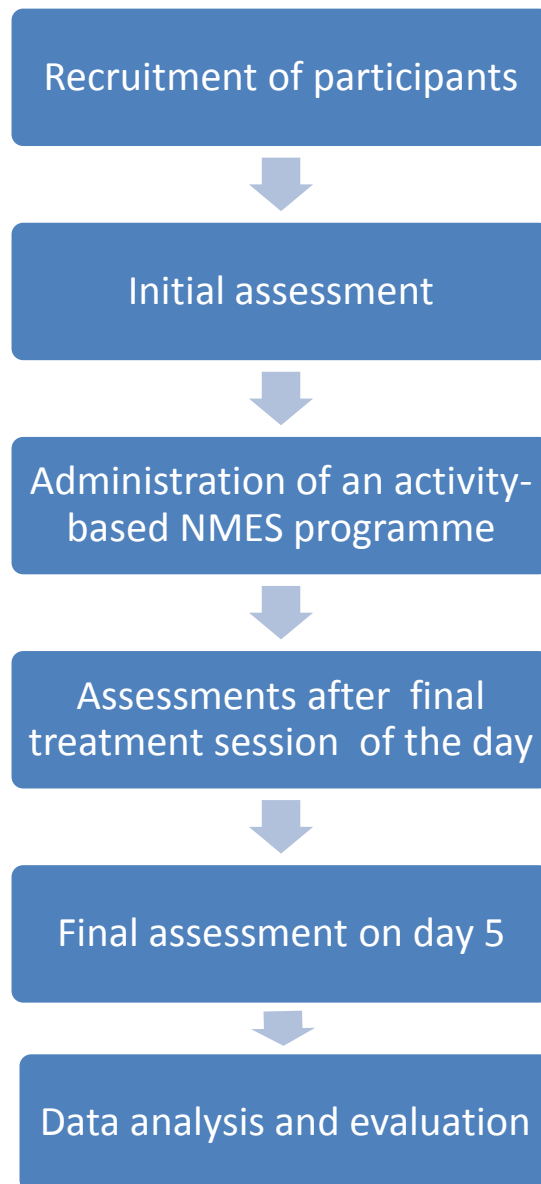 Recruitment of participants
Initial assessment
Administration of an activity-
based NMES programme
Assessments after  final
treatment session  of the day
Final assessment on day 5
Data analysis and evaluation